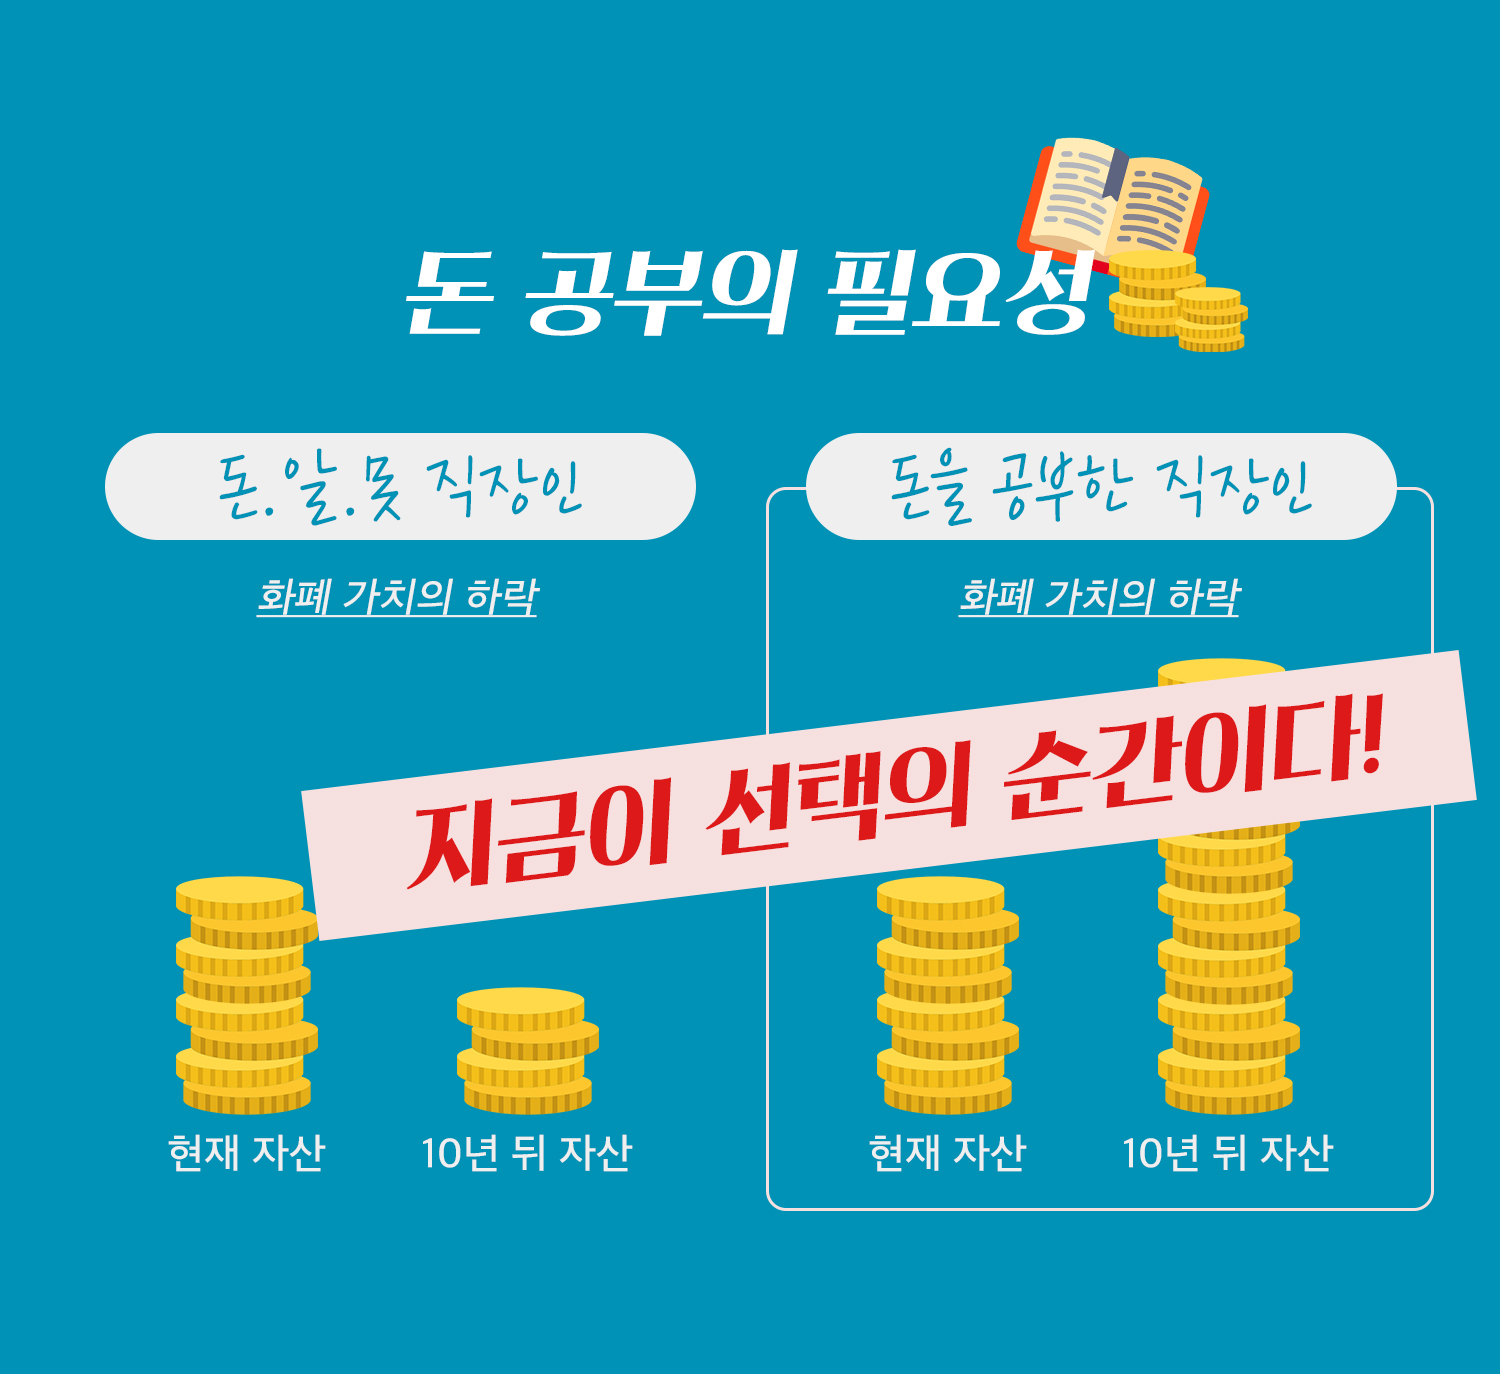 돈 공부의 필요성
돈.알.못 직장인
화폐 가치의 하락
현재 자산
10년 뒤 자산
돈을 공부한 직장인
화폐 가치의 하락
현재 자산
10년 뒤 자산
지금이 선택의 순간이다!